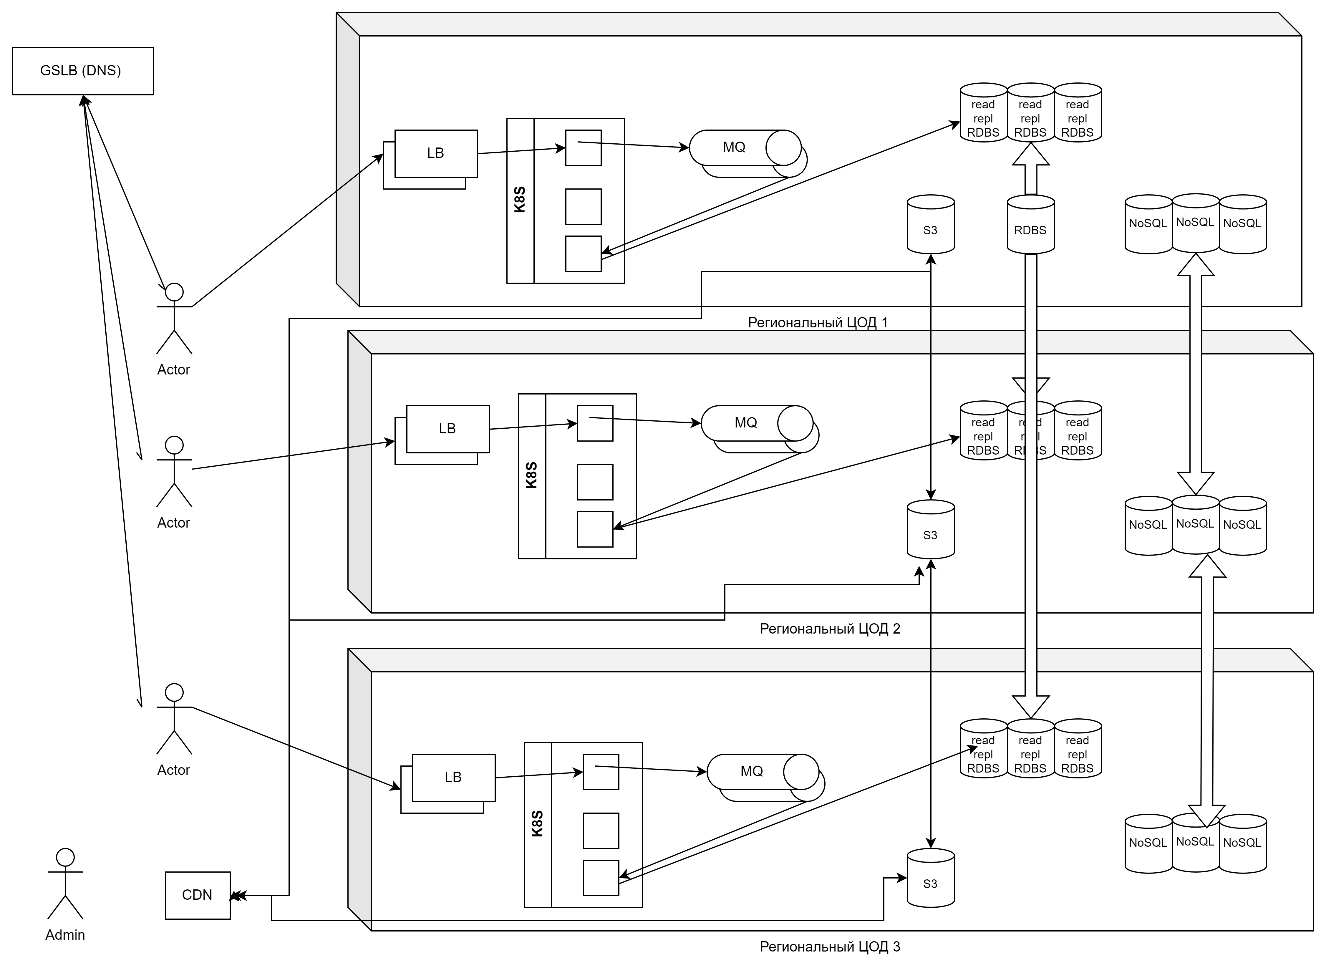 GSLB (DNS)
LB
K8S
MQ
read
repl
RDBS
read
repl
RDBS
read
repl
RDBS
S3
RDBS
NoSQL
NoSQL
NoSQL
Региональный ЦОД 1
Actor
LB
K8S
MQ
read
repl
RDBS
read
repl
RDBS
read
repl
RDBS
S3
NoSQL
NoSQL
NoSQL
Региональный ЦОД 2
Actor
LB
K8S
MQ
read
repl
RDBS
read
repl
RDBS
read
repl
RDBS
S3
NoSQL
NoSQL
NoSQL
Региональный ЦОД 3
Actor
CDN
Admin